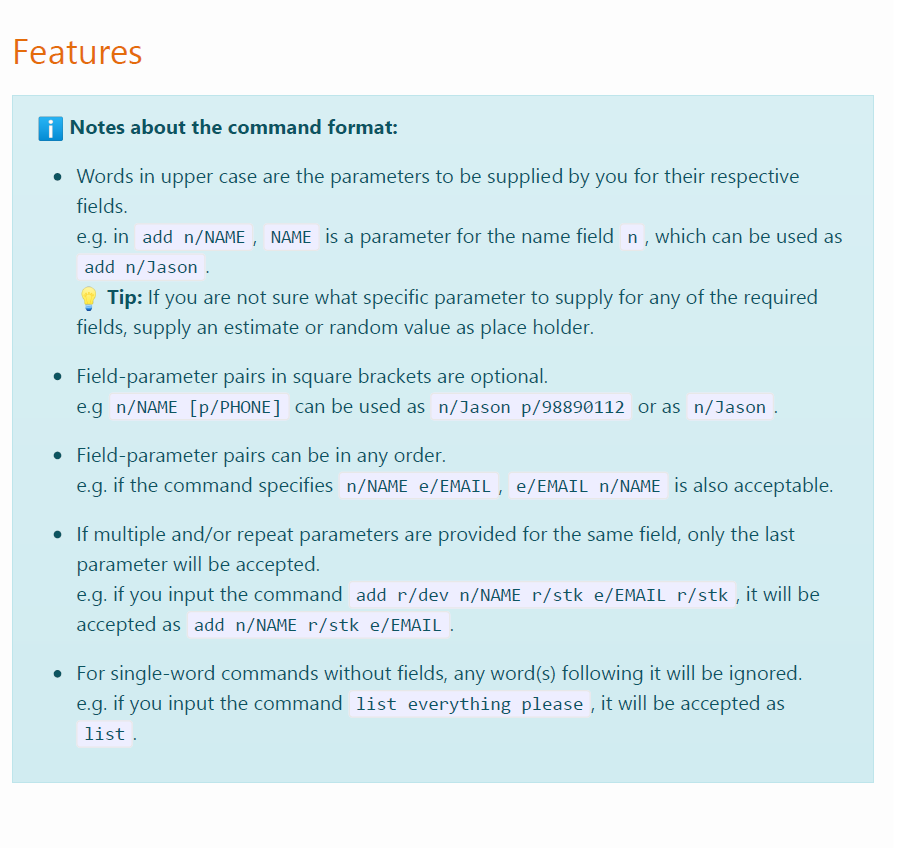 Features
Notes about the command format:
Words in upper case are the parameters to be supplied by you for their respective
fields.
e.g. in add n/NAME, NAME is a parameter for the name field n, which can be used as
add n/Jason.
Tip: If you are not sure what specific parameter to supply for any of the required
fields, supply an estimate or random value as place holder.
Field-parameter pairs in square brackets are optional.
e.g n/NAME [p/PHONE] can be used as n/Jason p/98890112 or as n/Jason.
Field-parameter pairs can be in any order.
e.g. if the command specifies n/NAME e/EMAIL, e/EMAIL n/NAME is also acceptable.
If multiple and/or repeat parameters are provided for the same field, only the last
parameter will be accepted.
e.g. if you input the command add r/dev n/NAME r/stk e/EMAIL r/stk, it will be
accepted as add n/NAME r/stk e/EMAIL.
For single-word commands without fields, any word(s) following it will be ignored.
e.g. if you input the command list everything please, it will be accepted as
list.